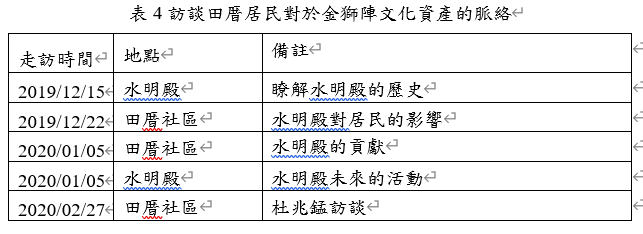 表 4 訪談田厝居民對於金獅陣文化資產的脈絡
走訪時間 地點 備註
2019/12/15 水明殿 瞭解水明殿的歷史
2019/12/22 田厝社區 水明殿對居民的影響
2020/01/05 田厝社區 水明殿的貢獻
2020/01/05 水明殿 水明殿未來的活動
2020/02/27 田厝社區 杜兆錳訪談